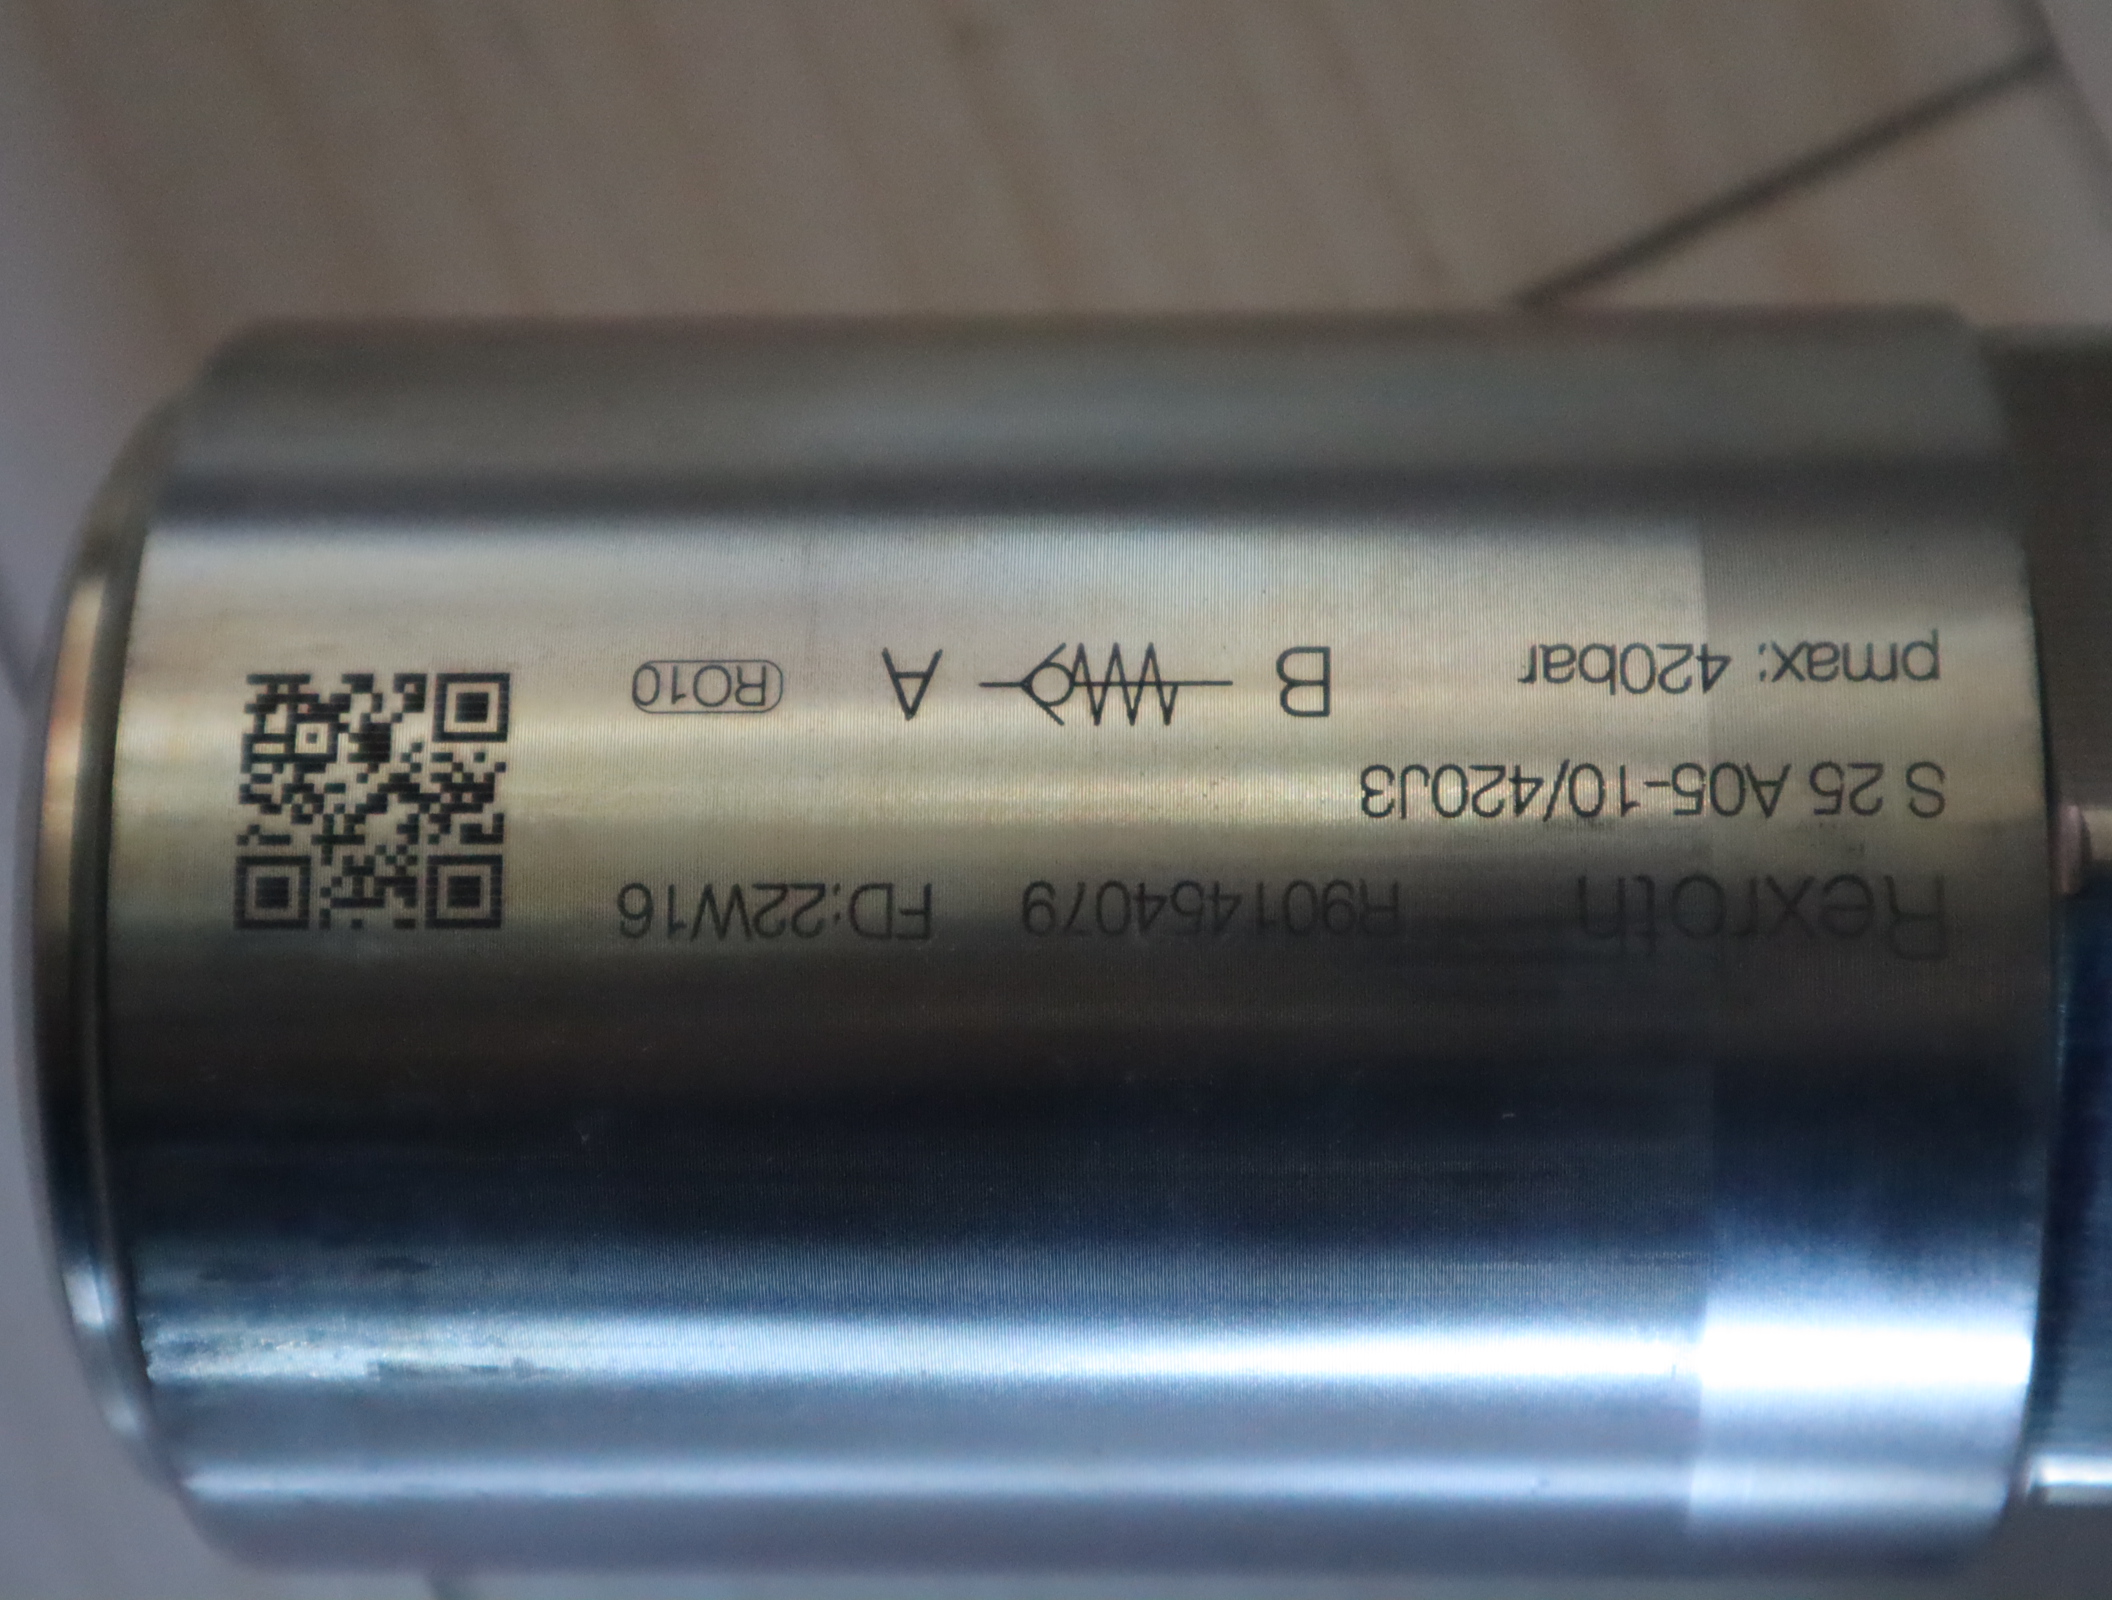 Rexroth R901454079 FD:22W16
S 25 A05-10/420J3
pmax: 420bar B A RO10